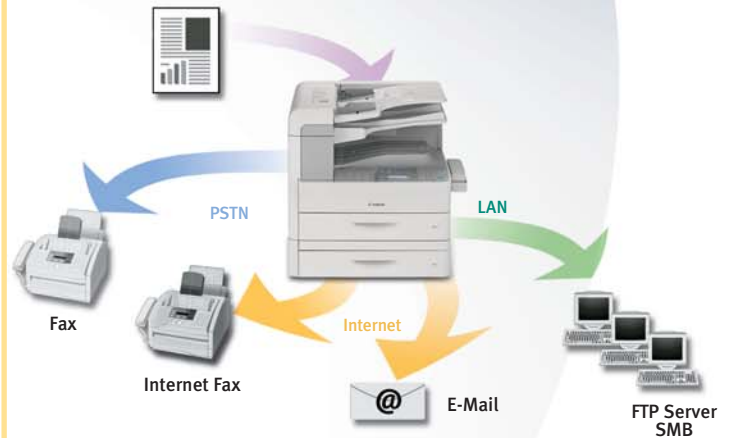 PSTN
LAN
Fax
Internet
Internet Fax
@
E-Mail
FTP Server
SMB